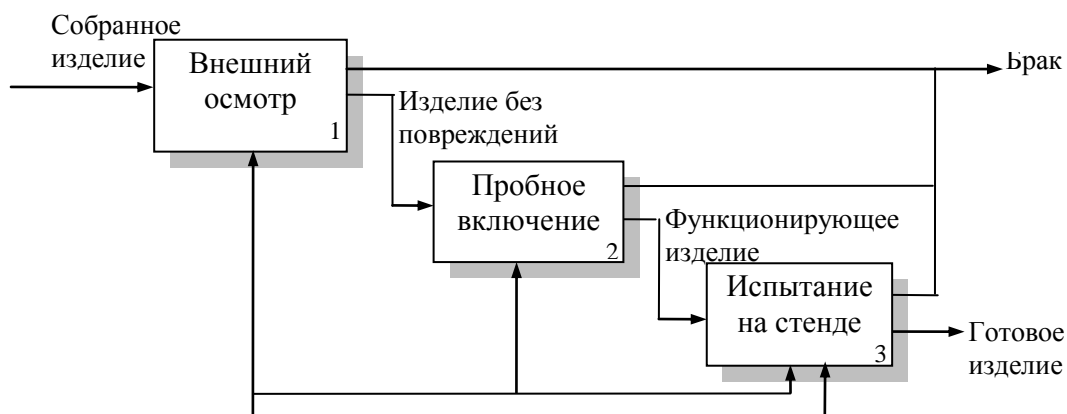 Собранное
изделие
Внешний
осмотр
1
Брак
Изделие без
повреждений
Пробное
включение
2
Функционирующее
изделие
Испытание
на стенде
3
Готовое
изделие